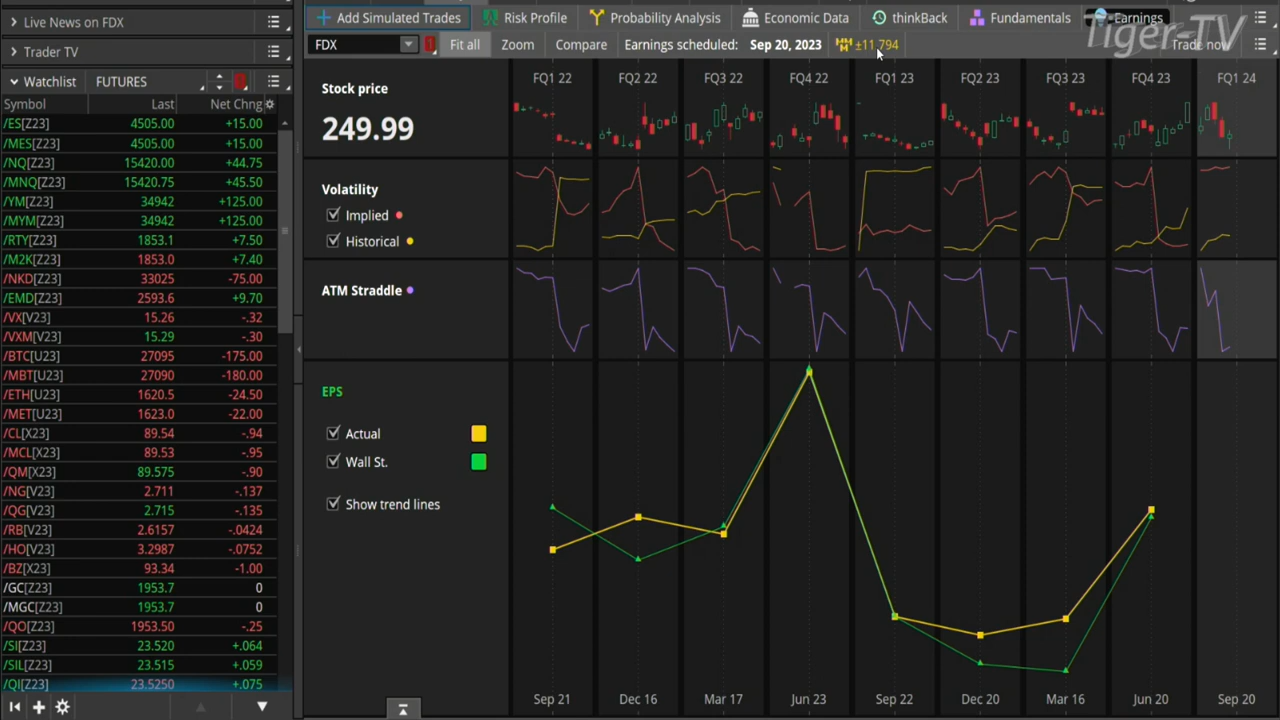 Live News on FDX
Trader TV
Watchlist FUTURES
Symbol Last Net Chng
/ES[Z23] 4505.00 +15.00
/MES[Z23] 4505.00 +15.00
/NQ[Z23] 15420.00 +44.75
/MNQ[Z23] 15420.75 +45.50
/YM[Z23] 34942 +125.00
/MYM[Z23] 34942 +125.00
/RTY[Z23] 1853.1 +7.50
/M2K[Z23] 1853.0 +7.40
/NKD[Z23] 33025 -75.00
/EMD[Z23] 2593.6 +9.70
/VX[V23] 15.26 -.32
/VXM[V23] 15.29 -.30
/BTC[U23] 27095 -175.00
/MBT[U23] 27090 -180.00
/ETH[U23] 1620.5 -24.50
/MET[U23] 1623.0 -22.00
/CL[X23] 89.54 -.94
/MCL[X23] 89.53 -.95
/QM[X23] 89.575 -.90
/NG[V23] 2.711 -.137
/QG[V23] 2.715 -.135
/RB[V23] 2.6157 -.0424
/HO[V23] 3.2987 -.0752
/BZ[X23] 93.34 -1.00
/GC[Z23] 1953.7 0
/MGC[Z23] 1953.7 0
/QO[Z23] 1953.50 -.25
/SI[Z23] 23.520 +.064
/SIL[Z23] 23.515 +.059
/QI[Z23] 23.5250 +.075
Add Simulated Trades Risk Profile Probability Analysis Economic Data thinkBack Fundamentals Earnings
Tiger-TV
FDX 1 Fit all Zoom Compare Earnings scheduled: Sep 20, 2023 MM ±11.794 Trade now
FQ1 22 FQ2 22 FQ3 22 FQ4 22 FQ1 23 FQ2 23 FQ3 23 FQ4 23 FQ1 24
Stock price
249.99
Volatility
Implied
Historical
ATM Straddle
EPS
Actual
Wall St.
Show trend lines
Sep 21 Dec 16 Mar 17 Jun 23 Sep 22 Dec 20 Mar 16 Jun 20 Sep 20